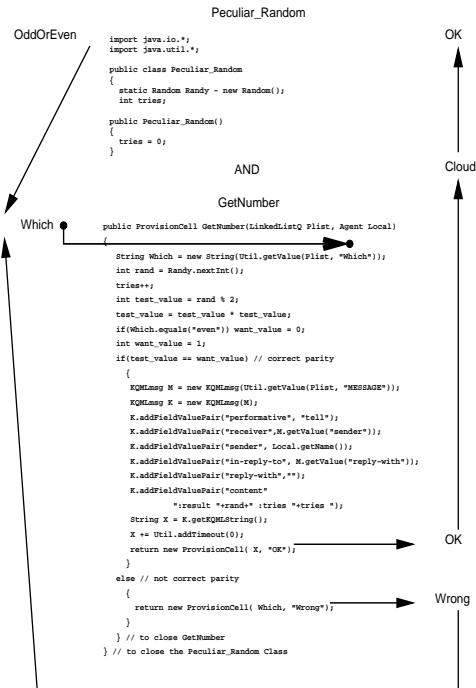 Peculiar_Random
OddOrEven
OK
import java.io.*;
import java.util.*;
public class Peculiar_Random
{
static Random Randy - new Random();
int tries;
public Peculiar_Random()
{
tries = 0;
}
AND
Cloud
GetNumber
Which
public ProvisionCell GetNumber(LinkedListQ Plist, Agent Local)
{
String Which = new String(Util.getValue(Plist, "Which"));
int rand = Randy.nextInt();
tries++;
int test_value = rand % 2;
test_value = test_value * test_value;
if(Which.equals("even")) want_value = 0;
int want_value = 1;
if(test_value == want_value) // correct parity
{
KQMLmsg M = new KQMLmsg(Util.getValue(Plist, "MESSAGE"));
KQMLmsg K = new KQMLmsg(M);
K.addFieldValuePair("performative", "tell");
K.addFieldValuePair("receiver",M.getValue("sender"));
K.addFieldValuePair("sender", Local.getName());
K.addFieldValuePair("in-reply-to", M.getValue("reply-with"));
K.addFieldValuePair("reply-with","");
K.addFieldValuePair("content"
":result "+rand+" :tries "+tries ");
String X = K.getKQMLString();
X += Util.addTimeout(0);
return new ProvisionCell( X, "OK");
OK
}
else // not correct parity
{
return new ProvisionCell( Which, "Wrong");
Wrong
}
} // to close GetNumber
} // to close the Peculiar_Random Class